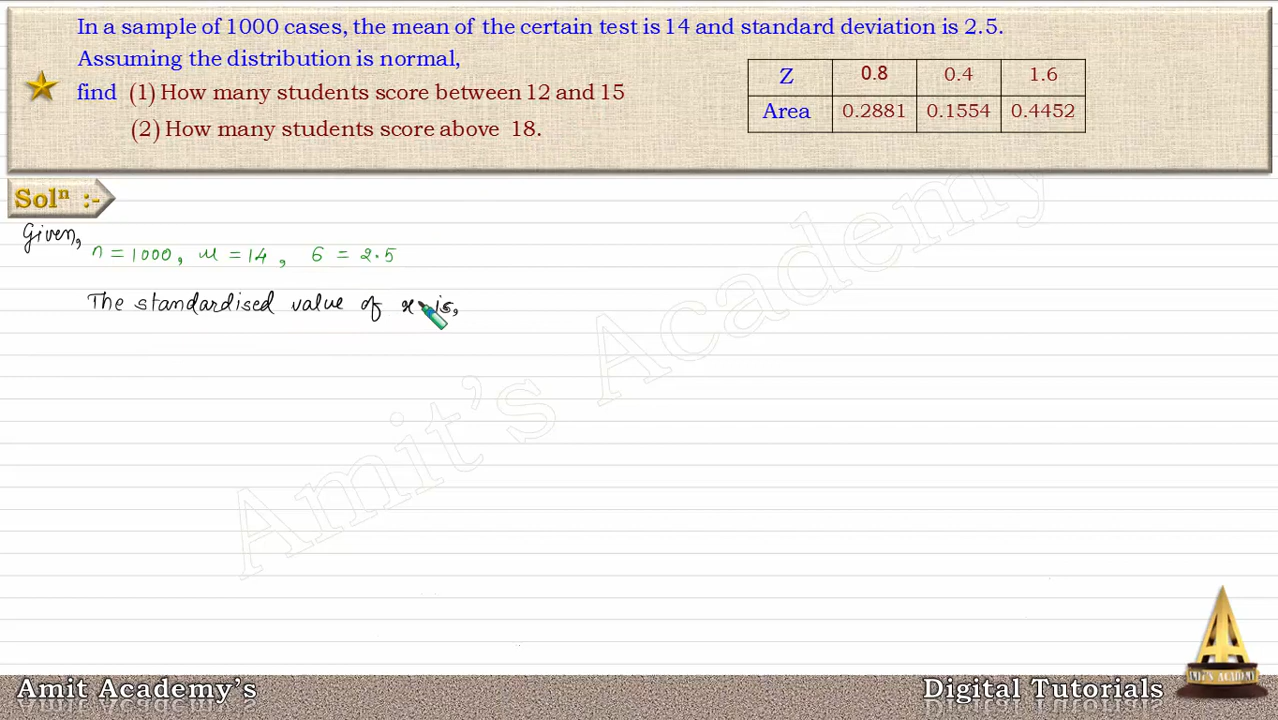 In a sample of 1000 cases, the mean of the certain test is 14 and standard deviation is 2.5.
Assuming the distribution is normal,
find (1) How many students score between 12 and 15
(2) How many students score above 18.
Z 0.8 0.4 1.6
Area 0.2881 0.1554 0.4452
Solⁿ :-
Given,
n = 1000, μ = 14, σ = 2.5
The standardised value of x is,
Amit's Academy
AMIT'S ACADEMY
Amit Academy's
Digital Tutorials